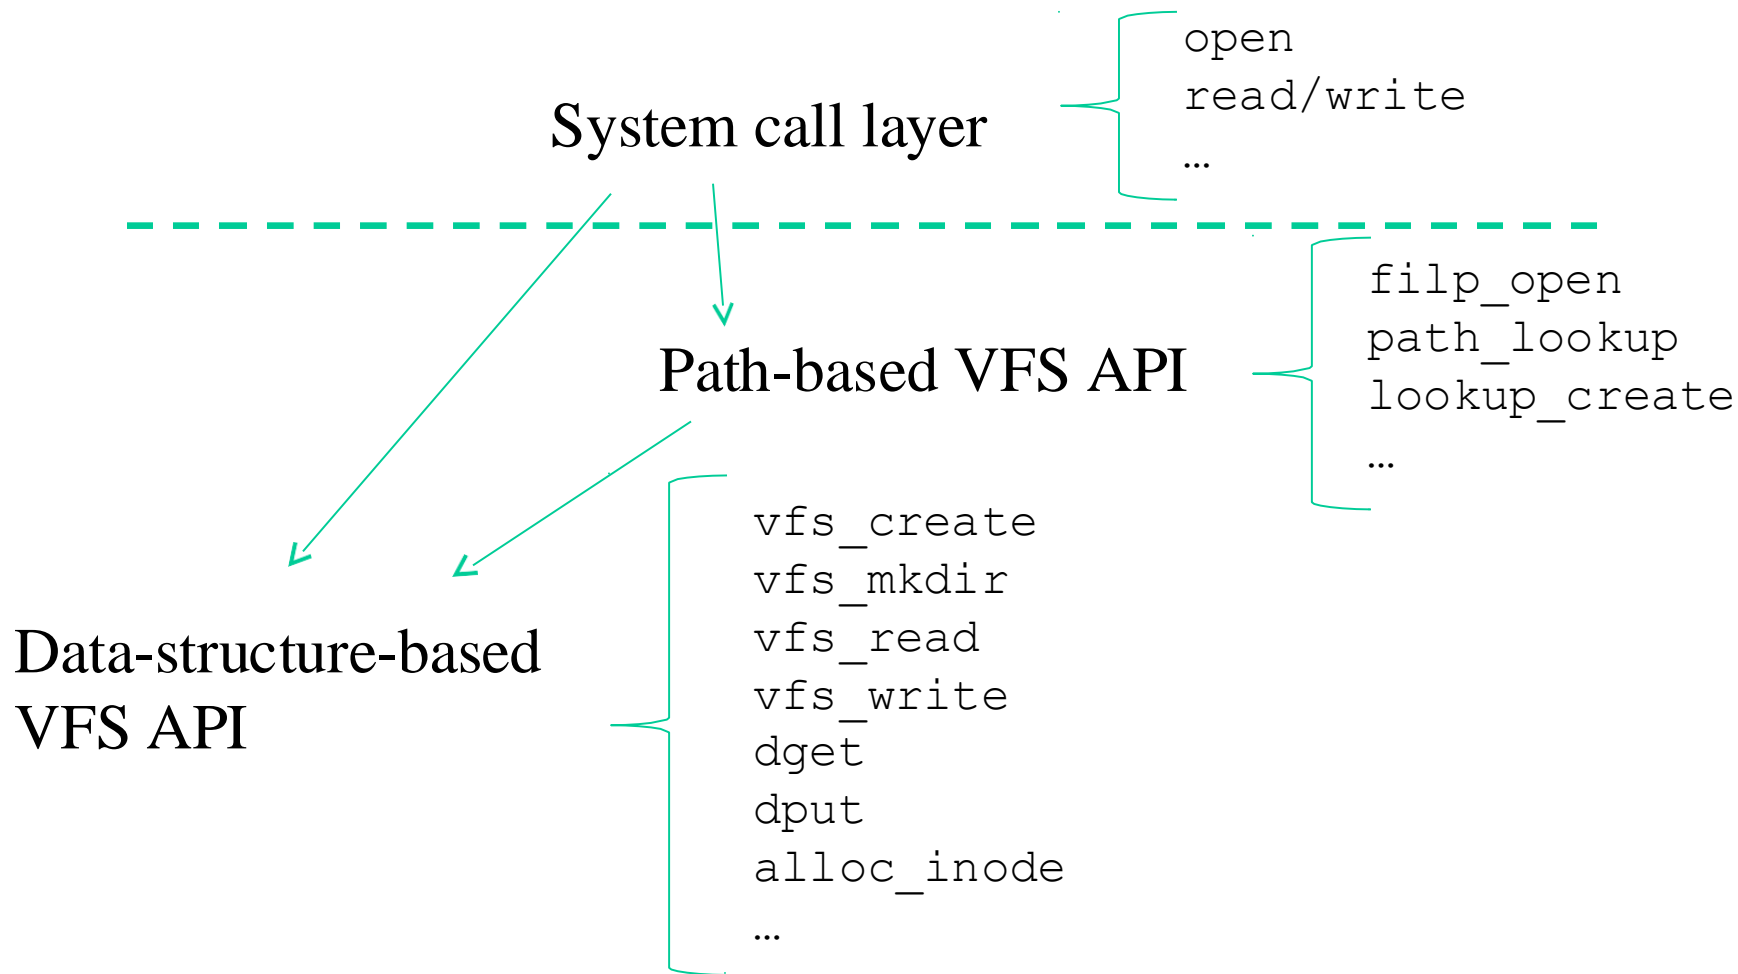 System call layer
open
read/write
…
Path-based VFS API
filp_open
path_lookup
lookup_create
…
Data-structure-based
VFS API
vfs_create
vfs_mkdir
vfs_read
vfs_write
dget
dput
alloc_inode
…